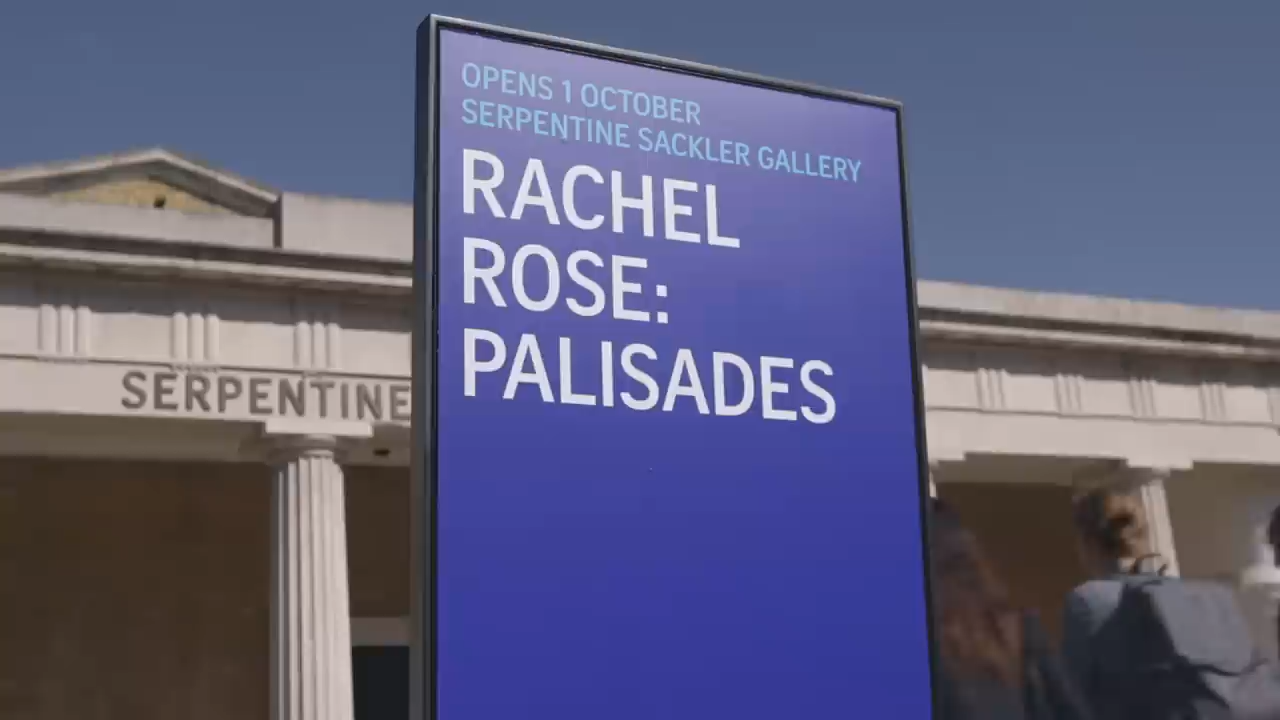 OPENS 1 OCTOBER
SERPENTINE SACKLER GALLERY
RACHEL
ROSE:
PALISADES
SERPENTINE